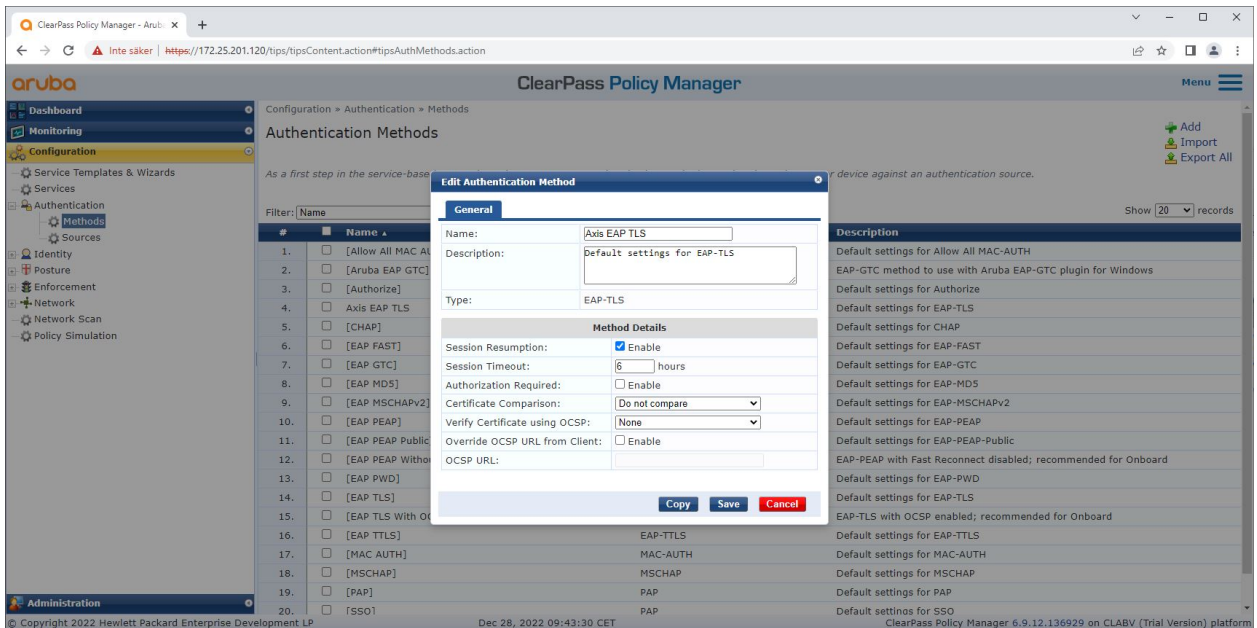 ClearPass Policy Manager - Arub
Inte säker | https://172.25.201.120/tips/tipsContent.action#tipsAuthMethods.action
aruba
ClearPass Policy Manager
Menu
Dashboard
Monitoring
Configuration
Service Templates & Wizards
Services
Authentication
Methods
Sources
Identity
Posture
Enforcement
Network
Network Scan
Policy Simulation
Administration
Configuration » Authentication » Methods
Authentication Methods
Add
Import
Export All
As a first step in the service-base
r device against an authentication source.
Filter: Name
Show 20 records
# Name Description
1. [Allow All MAC AU Default settings for Allow All MAC-AUTH
2. [Aruba EAP GTC] EAP-GTC method to use with Aruba EAP-GTC plugin for Windows
3. [Authorize] Default settings for Authorize
4. Axis EAP TLS Default settings for EAP-TLS
5. [CHAP] Default settings for CHAP
6. [EAP FAST] Default settings for EAP-FAST
7. [EAP GTC] Default settings for EAP-GTC
8. [EAP MD5] Default settings for EAP-MD5
9. [EAP MSCHAPv2] Default settings for EAP-MSCHAPv2
10. [EAP PEAP] Default settings for EAP-PEAP
11. [EAP PEAP Public Default settings for EAP-PEAP-Public
12. [EAP PEAP Witho EAP-PEAP with Fast Reconnect disabled; recommended for Onboard
13. [EAP PWD] Default settings for EAP-PWD
14. [EAP TLS] Default settings for EAP-TLS
15. [EAP TLS With OC EAP-TLS with OCSP enabled; recommended for Onboard
16. [EAP TTLS] EAP-TTLS Default settings for EAP-TTLS
17. [MAC AUTH] MAC-AUTH Default settings for MAC-AUTH
18. [MSCHAP] MSCHAP Default settings for MSCHAP
19. [PAP] PAP Default settings for PAP
20. [SSO] PAP Default settings for SSO
Edit Authentication Method
General
Name: Axis EAP TLS
Description: Default settings for EAP-TLS
Type: EAP-TLS
Method Details
Session Resumption: Enable
Session Timeout: 6 hours
Authorization Required: Enable
Certificate Comparison: Do not compare
Verify Certificate using OCSP: None
Override OCSP URL from Client: Enable
OCSP URL:
Copy Save Cancel
© Copyright 2022 Hewlett Packard Enterprise Development LP Dec 28, 2022 09:43:30 CET ClearPass Policy Manager 6.9.12.136929 on CLABV (Trial Version) platform